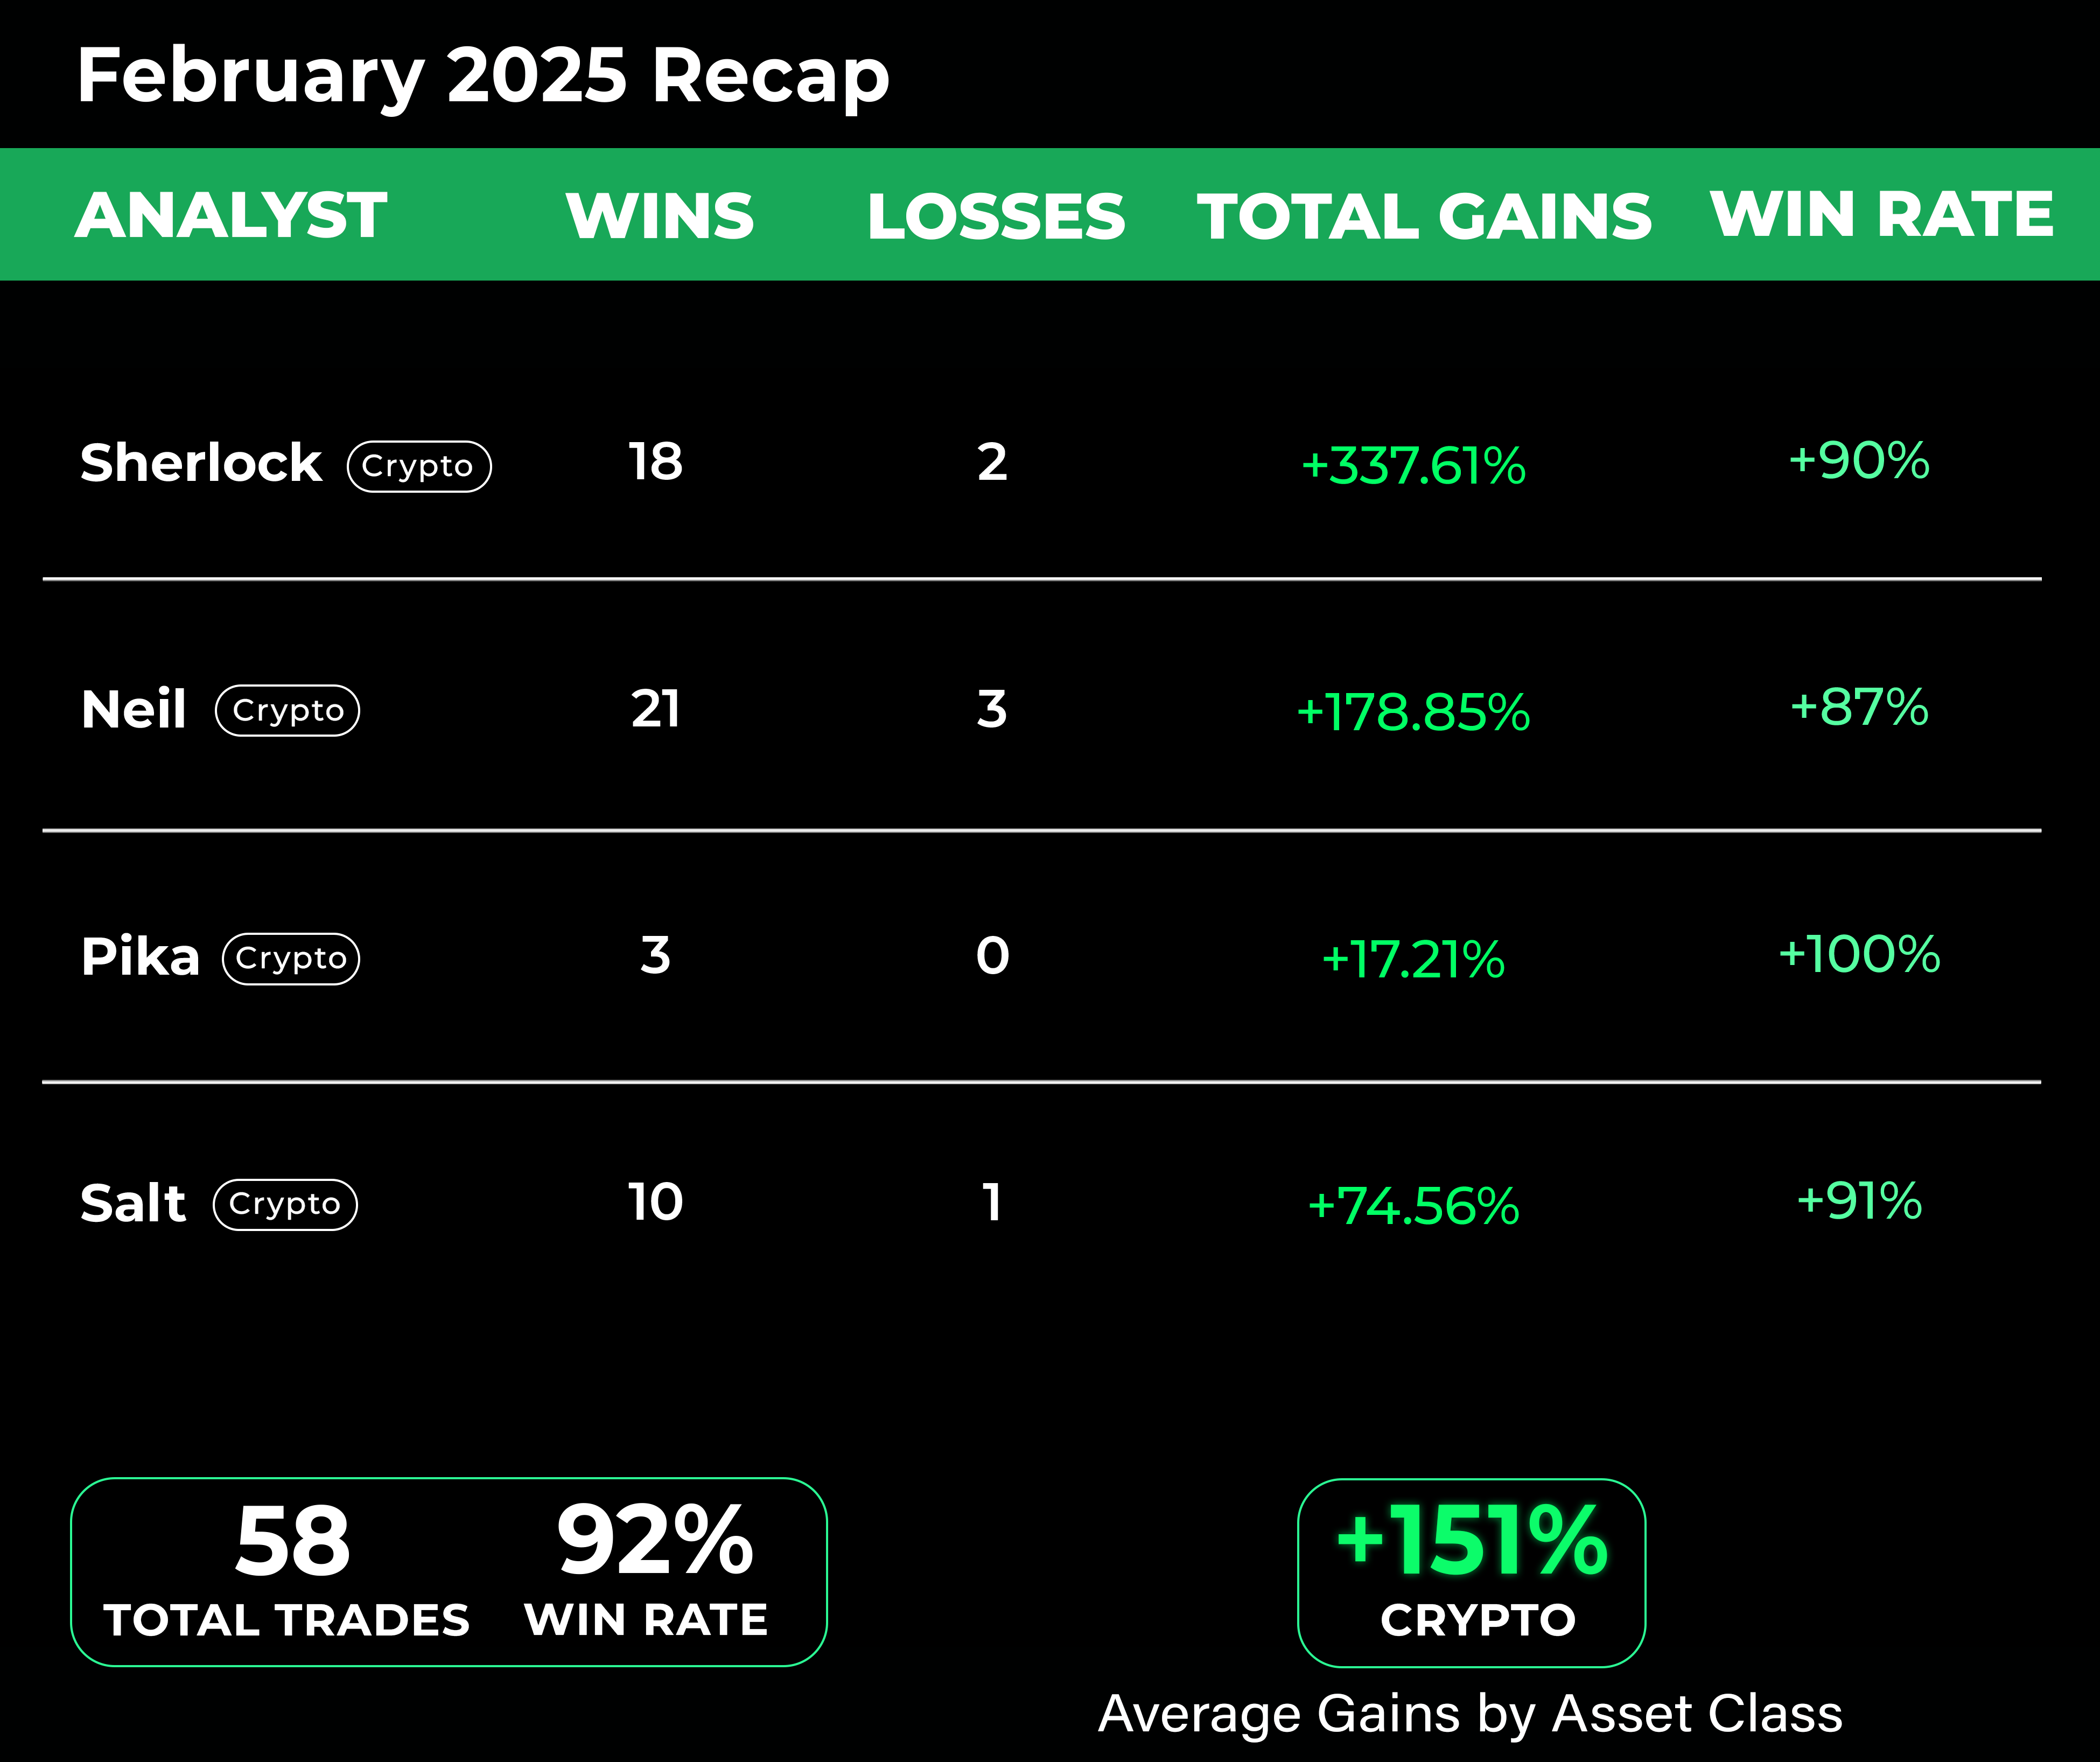 February 2025 Recap
ANALYST WINS LOSSES TOTAL GAINS WIN RATE
Sherlock Crypto 18 2 +337.61% +90%
Neil Crypto 21 3 +178.85% +87%
Pika Crypto 3 0 +17.21% +100%
Salt Crypto 10 1 +74.56% +91%
58 92% +151%
TOTAL TRADES WIN RATE CRYPTO
Average Gains by Asset Class